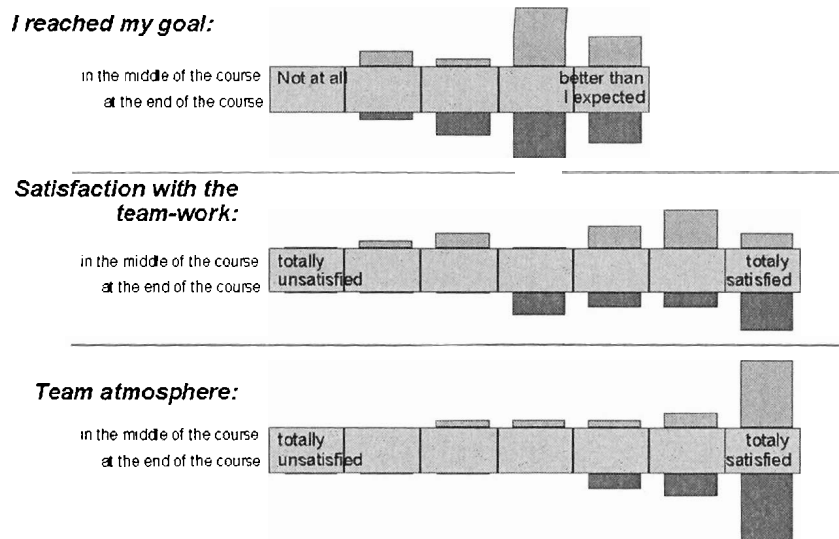 I reached my goal:
in the middle of the course
at the end of the course
Not at all
better than
I expected
Satisfaction with the
team-work:
in the middle of the course
at the end of the course
totally
unsatisfied
totaly
satisfied
Team atmosphere:
in the middle of the course
at the end of the course
totally
unsatisfied
totaly
satisfied